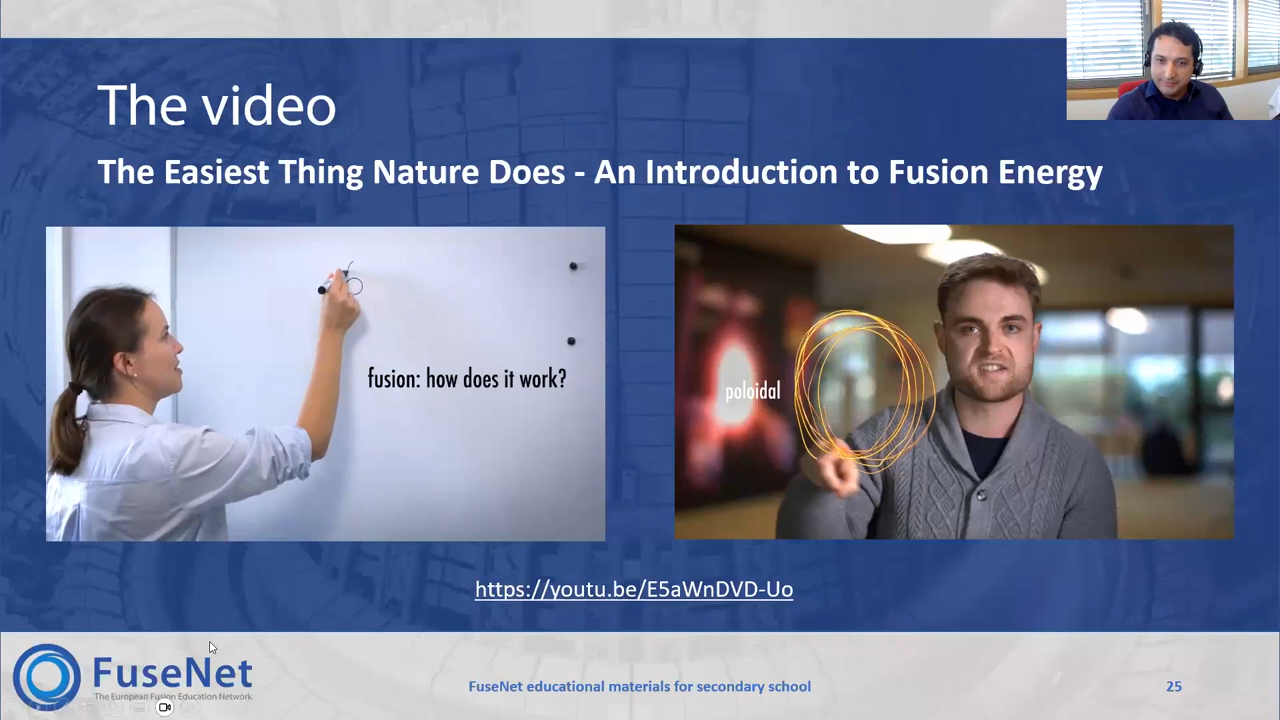 The video
The Easiest Thing Nature Does - An Introduction to Fusion Energy
fusion: how does it work?
poloidal
https://youtu.be/E5aWnDVD-Uo
FuseNet
The European Fusion Education Network
FuseNet educational materials for secondary school
25